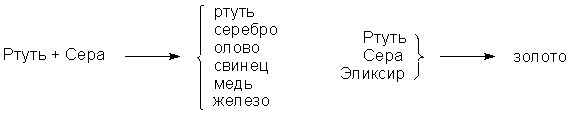 Ртуть + Сера
ртуть
серебро
олово
свинец
медь
железо
Ртуть
Сера
Эликсир
золото